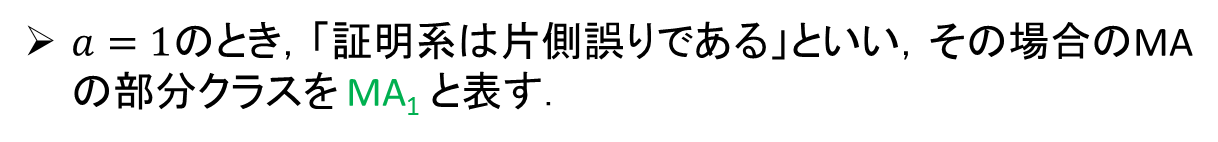 ➢ 𝑎 = 1のとき，「証明系は片側誤りである」といい，その場合のMA
の部分クラスを MA₁ と表す．